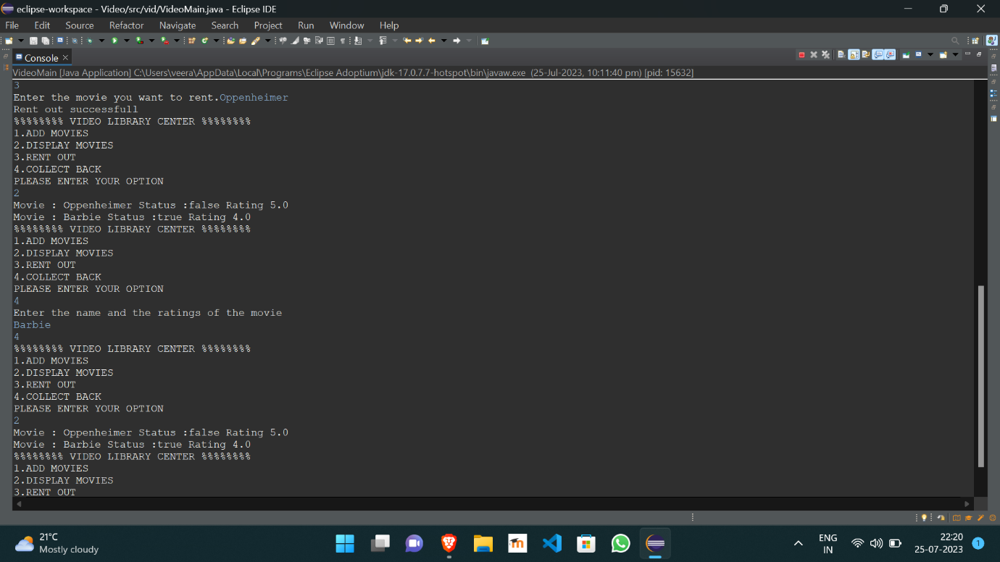 eclipse-workspace - Video/src/vid/VideoMain.java - Eclipse IDE
File Edit Source Refactor Navigate Search Project Run Window Help
Console
VideoMain [Java Application] C:\Users\veera\AppData\Local\Programs\Eclipse Adoptium\jdk-17.0.7.7-hotspot\bin\javaw.exe (25-Jul-2023, 10:11:40 pm) [pid: 15632]
3
Enter the movie you want to rent.Oppenheimer
Rent out successfull
%%%%%%%% VIDEO LIBRARY CENTER %%%%%%%%
1.ADD MOVIES
2.DISPLAY MOVIES
3.RENT OUT
4.COLLECT BACK
PLEASE ENTER YOUR OPTION
2
Movie : Oppenheimer Status :false Rating 5.0
Movie : Barbie Status :true Rating 4.0
%%%%%%%% VIDEO LIBRARY CENTER %%%%%%%%
1.ADD MOVIES
2.DISPLAY MOVIES
3.RENT OUT
4.COLLECT BACK
PLEASE ENTER YOUR OPTION
4
Enter the name and the ratings of the movie
Barbie
4
%%%%%%%% VIDEO LIBRARY CENTER %%%%%%%%
1.ADD MOVIES
2.DISPLAY MOVIES
3.RENT OUT
4.COLLECT BACK
PLEASE ENTER YOUR OPTION
2
Movie : Oppenheimer Status :false Rating 5.0
Movie : Barbie Status :true Rating 4.0
%%%%%%%% VIDEO LIBRARY CENTER %%%%%%%%
1.ADD MOVIES
2.DISPLAY MOVIES
3.RENT OUT
21°C
Mostly cloudy
ENG
IN
22:20
25-07-2023
1